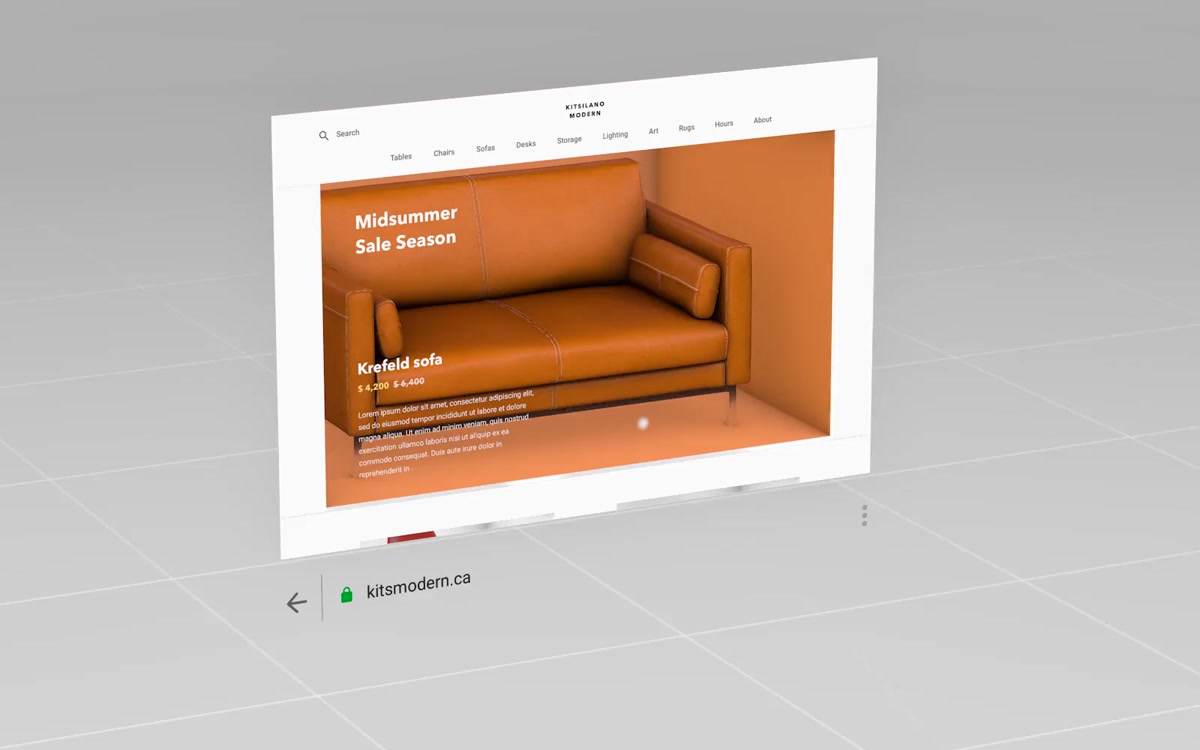 KITSILANO
MODERN
Search
Tables Chairs Sofas Desks Storage Lighting Art Rugs Hours About
Midsummer
Sale Season
Krefeld sofa
$ 4,200 $ 6,400
Lorem ipsum dolor sit amet, consectetur adipiscing elit,
sed do eiusmod tempor incididunt ut labore et dolore
magna aliqua. Ut enim ad minim veniam, quis nostrud
exercitation ullamco laboris nisi ut aliquip ex ea
commodo consequat. Duis aute irure dolor in
reprehenderit in .
kitsmodern.ca